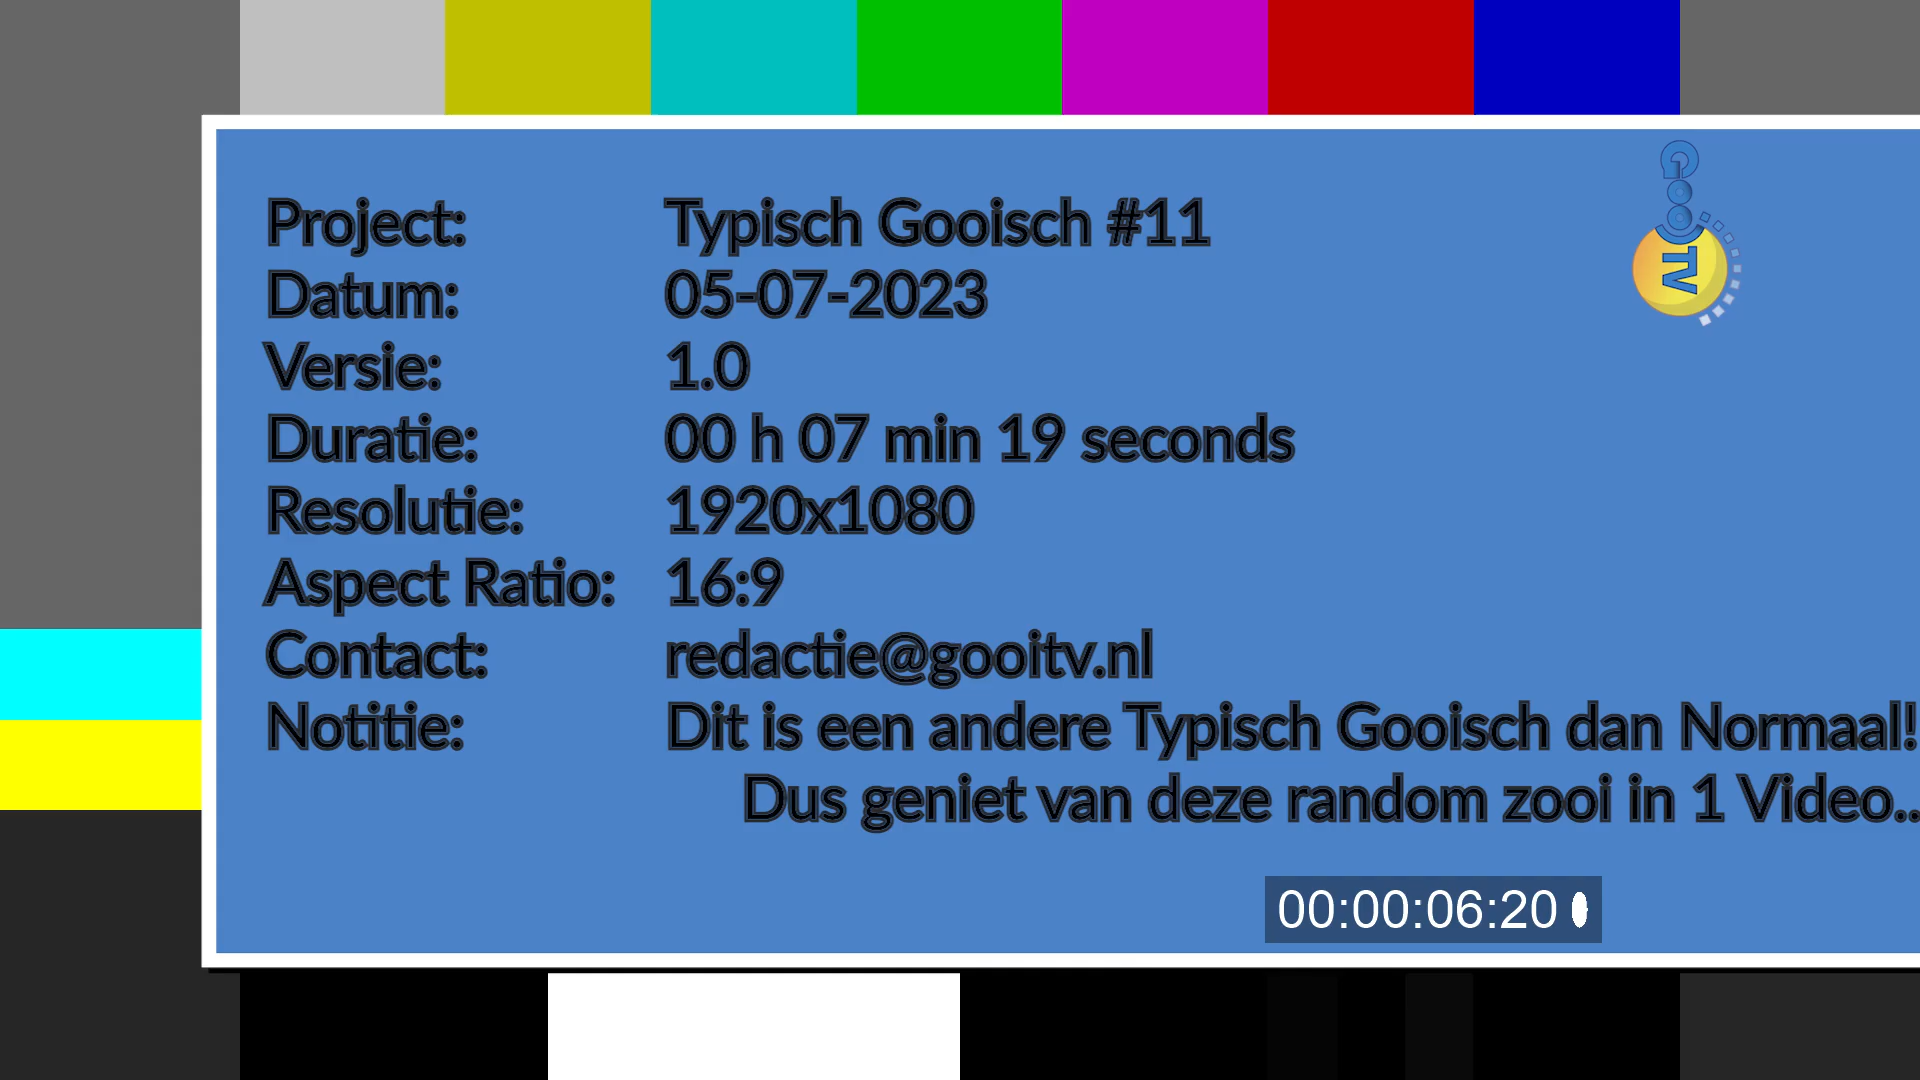 Project: Typisch Gooisch #11
Datum: 05-07-2023
Versie: 1.0
Duratie: 00 h 07 min 19 seconds
Resolutie: 1920x1080
Aspect Ratio: 16:9
Contact: redactie@gooitv.nl
Notitie: Dit is een andere Typisch Gooisch dan Normaal!
Dus geniet van deze random zooi in 1 Video..
GooiTV
00:00:06:20